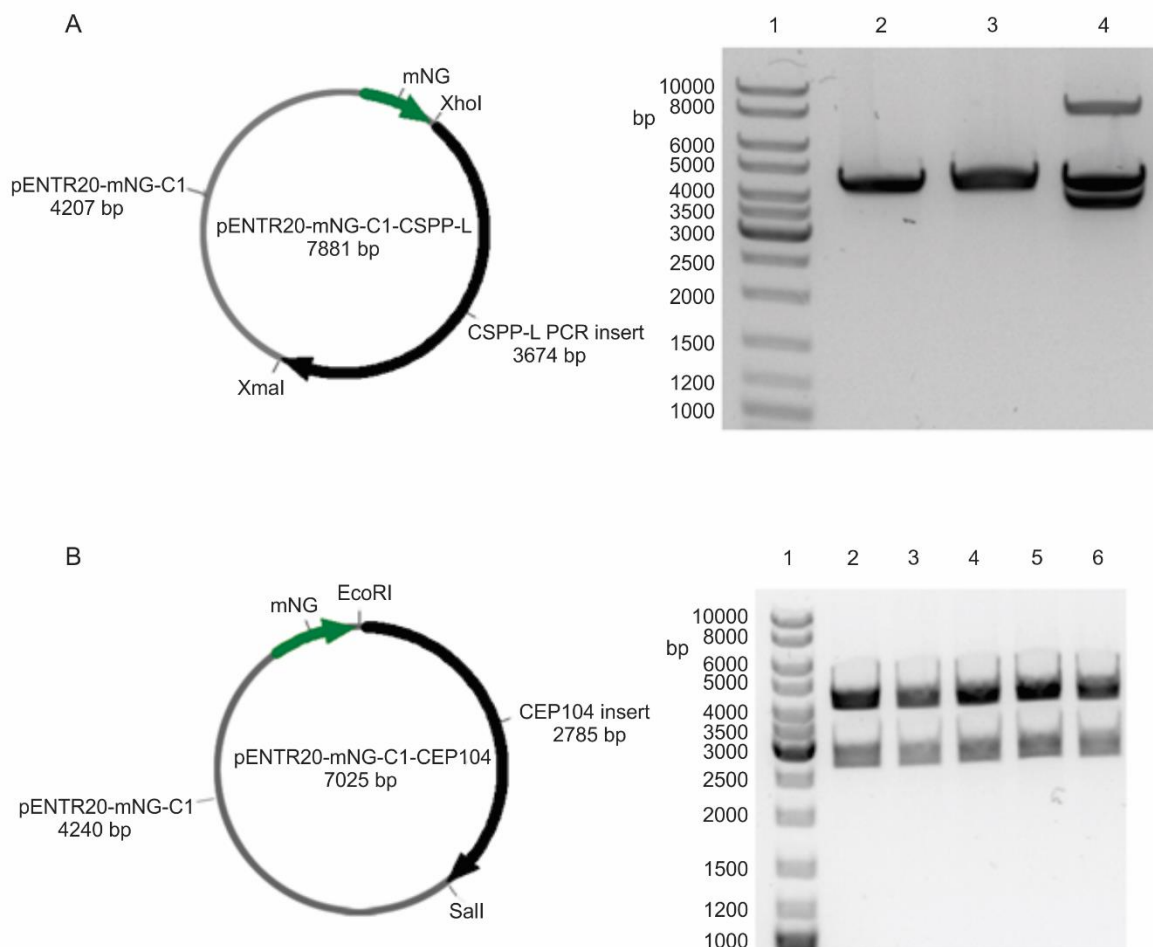 A
mNG
XhoI
pENTR20-mNG-C1
4207 bp
pENTR20-mNG-C1-CSPP-L
7881 bp
CSPP-L PCR insert
3674 bp
XmaI
1 2 3 4
bp
10000
8000
6000
5000
4000
3500
3000
2500
2000
1500
1200
1000
B
mNG
EcoRI
CEP104 insert
2785 bp
pENTR20-mNG-C1-CEP104
7025 bp
pENTR20-mNG-C1
4240 bp
SalI
1 2 3 4 5 6
bp
10000
8000
6000
5000
4000
3500
3000
2500
2000
1500
1200
1000